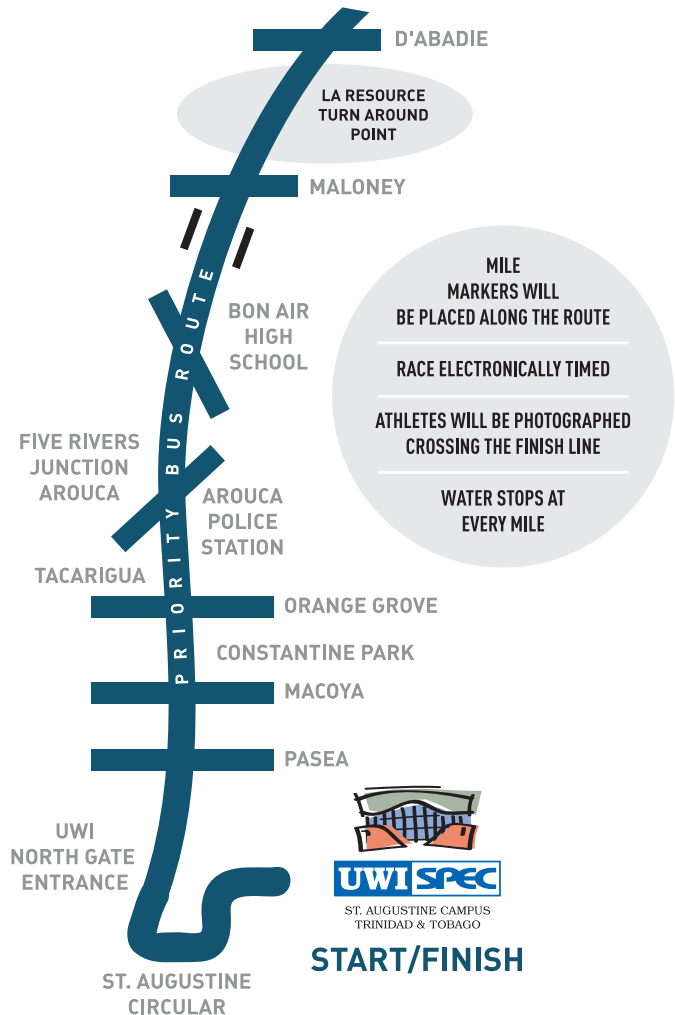 D'ABADIE
LA RESOURCE
TURN AROUND
POINT
MALONEY
MILE
MARKERS WILL
BE PLACED ALONG THE ROUTE
RACE ELECTRONICALLY TIMED
ATHLETES WILL BE PHOTOGRAPHED
CROSSING THE FINISH LINE
WATER STOPS AT
EVERY MILE
BON AIR
HIGH
SCHOOL
PRIORITY BUS ROUTE
FIVE RIVERS
JUNCTION
AROUCA
AROUCA
POLICE
STATION
TACARIGUA
ORANGE GROVE
CONSTANTINE PARK
MACOYA
PASEA
UWI
NORTH GATE
ENTRANCE
UWI SPEC
ST. AUGUSTINE CAMPUS
TRINIDAD & TOBAGO
START/FINISH
ST. AUGUSTINE
CIRCULAR